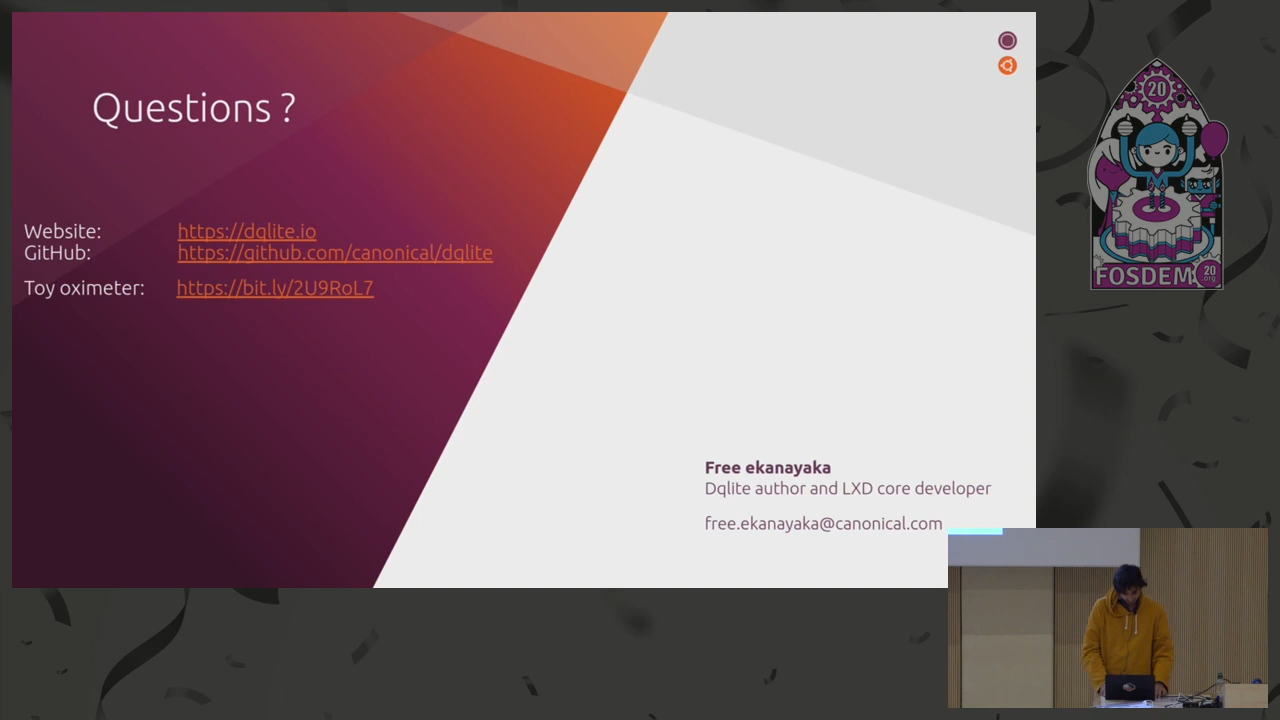 Questions ?
Website: https://dqlite.io
GitHub: https://github.com/canonical/dqlite
Toy oximeter: https://bit.ly/2U9RoL7
Free ekanayaka
Dqlite author and LXD core developer
free.ekanayaka@canonical.com
20
FOSDEM
20
.org